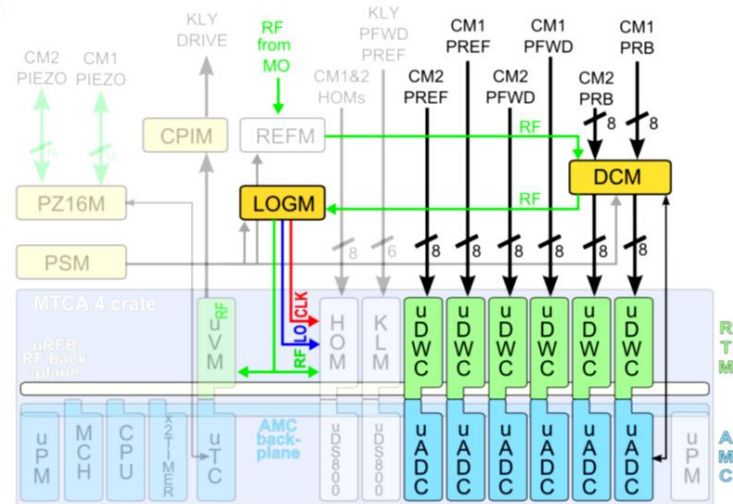 KLY
DRIVE
RF
from
MO
KLY
PFWD
PREF
CM1
PREF
CM1
PFWD
CM1
PRB
CM2
PIEZO
CM1
PIEZO
CM1&2
HOMs
CM2
PREF
CM2
PFWD
CM2
PRB
8
8
CPIM
REFM
RF
16
16
DCM
PZ16M
LOGM
RF
8
6
8
8
8
8
8
8
PSM
MTCA.4 crate
uRFB
RF back
-plane
uVM
RF
CLK
LO
RF
HOM
KLM
uDWC
uDWC
uDWC
uDWC
uDWC
uDWC
RTM
uPM
MCH
CPU
x2TIMER
uTC
AMC
back-
plane
uDS800
uDS800
uADC
uADC
uADC
uADC
uADC
uADC
uPM
AMC